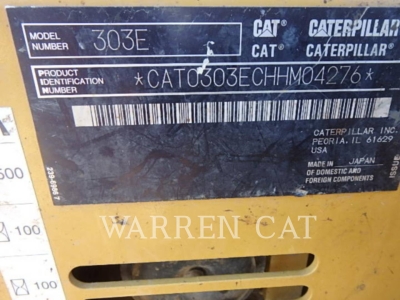 MODEL NUMBER 303E CAT CATERPILLAR
CAT® CATERPILLAR®
PRODUCT IDENTIFICATION NUMBER *CAT0303ECHHM04276*
CATERPILLAR INC.
PEORIA, IL 61629
USA
MADE IN JAPAN
OF DOMESTIC AND
FOREIGN COMPONENTS
500
100
100
WARREN CAT